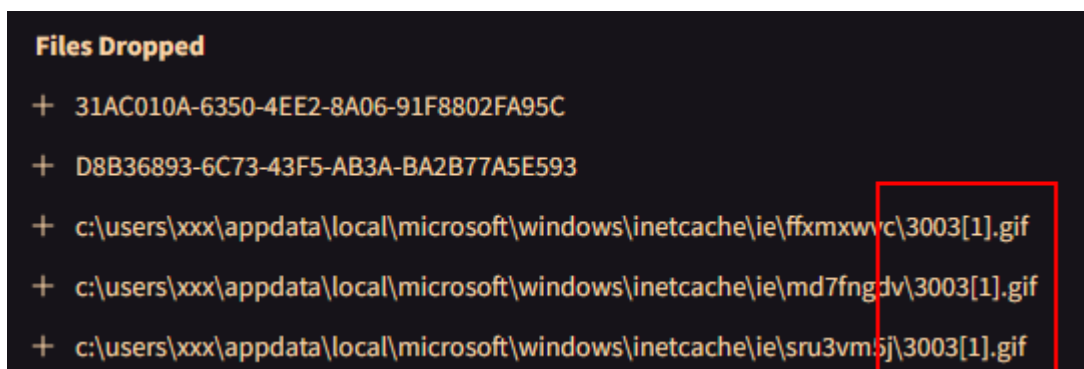 Files Dropped
+ 31AC010A-6350-4EE2-8A06-91F8802FA95C
+ D8B36893-6C73-43F5-AB3A-BA2B77A5E593
+ c:\users\xxx\appdata\local\microsoft\windows\inetcache\ie\ffxmxwvc\3003[1].gif
+ c:\users\xxx\appdata\local\microsoft\windows\inetcache\ie\md7fngdv\3003[1].gif
+ c:\users\xxx\appdata\local\microsoft\windows\inetcache\ie\sru3vm5j\3003[1].gif